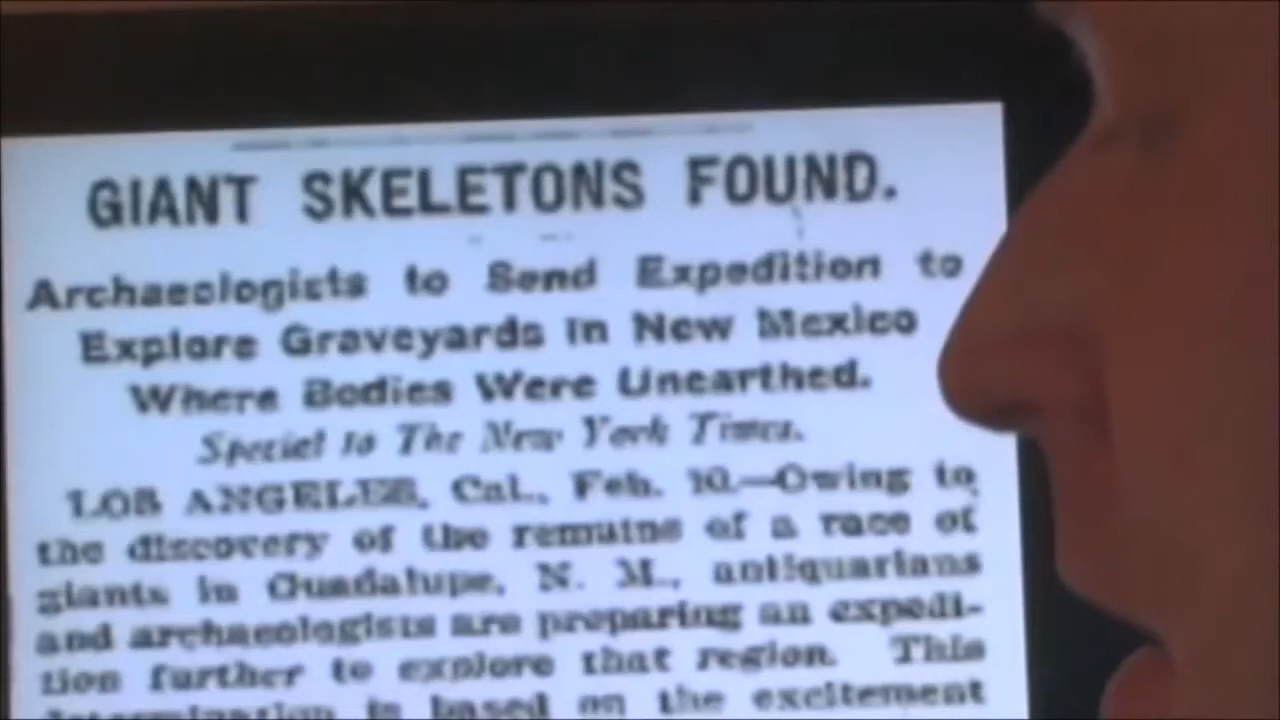 GIANT SKELETONS FOUND.
Archaeologists to Send Expedition to
Explore Graveyards in New Mexico
Where Bodies Were Unearthed.
Special to The New York Times.
LOS ANGELES, Cal., Feb. 10.—Owing to
the discovery of the remains of a race of
giants in Guadalupe, N. M., antiquarians
and archaeologists are preparing an expedi-
tion further to explore that region. This
determination is based on the excitement